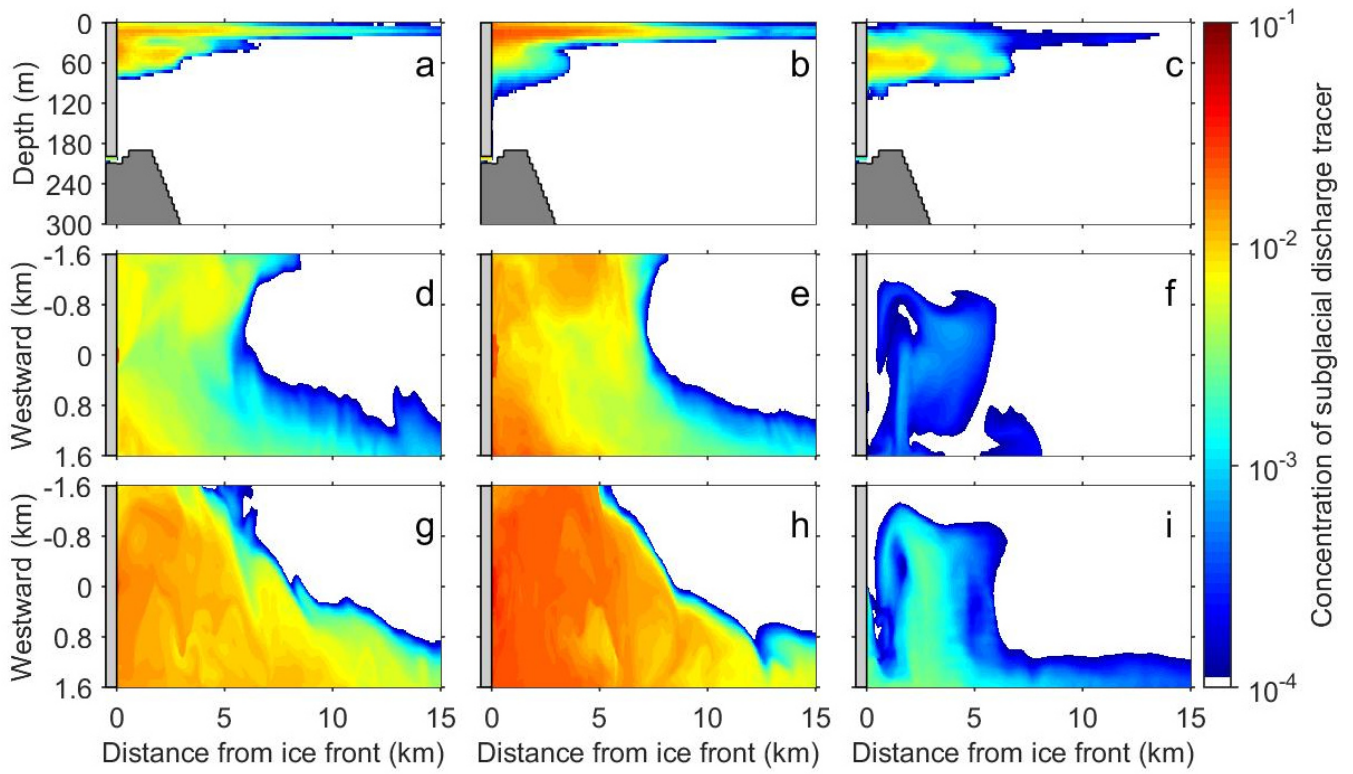 0
60
120
180
240
300
Depth (m)
a
b
c
-1.6
-0.8
0
0.8
1.6
Westward (km)
d
e
f
-1.6
-0.8
0
0.8
1.6
Westward (km)
g
h
i
0 5 10 15
0 5 10 15
0 5 10 15
Distance from ice front (km)
Distance from ice front (km)
Distance from ice front (km)
10^-1
10^-2
10^-3
10^-4
Concentration of subglacial discharge tracer